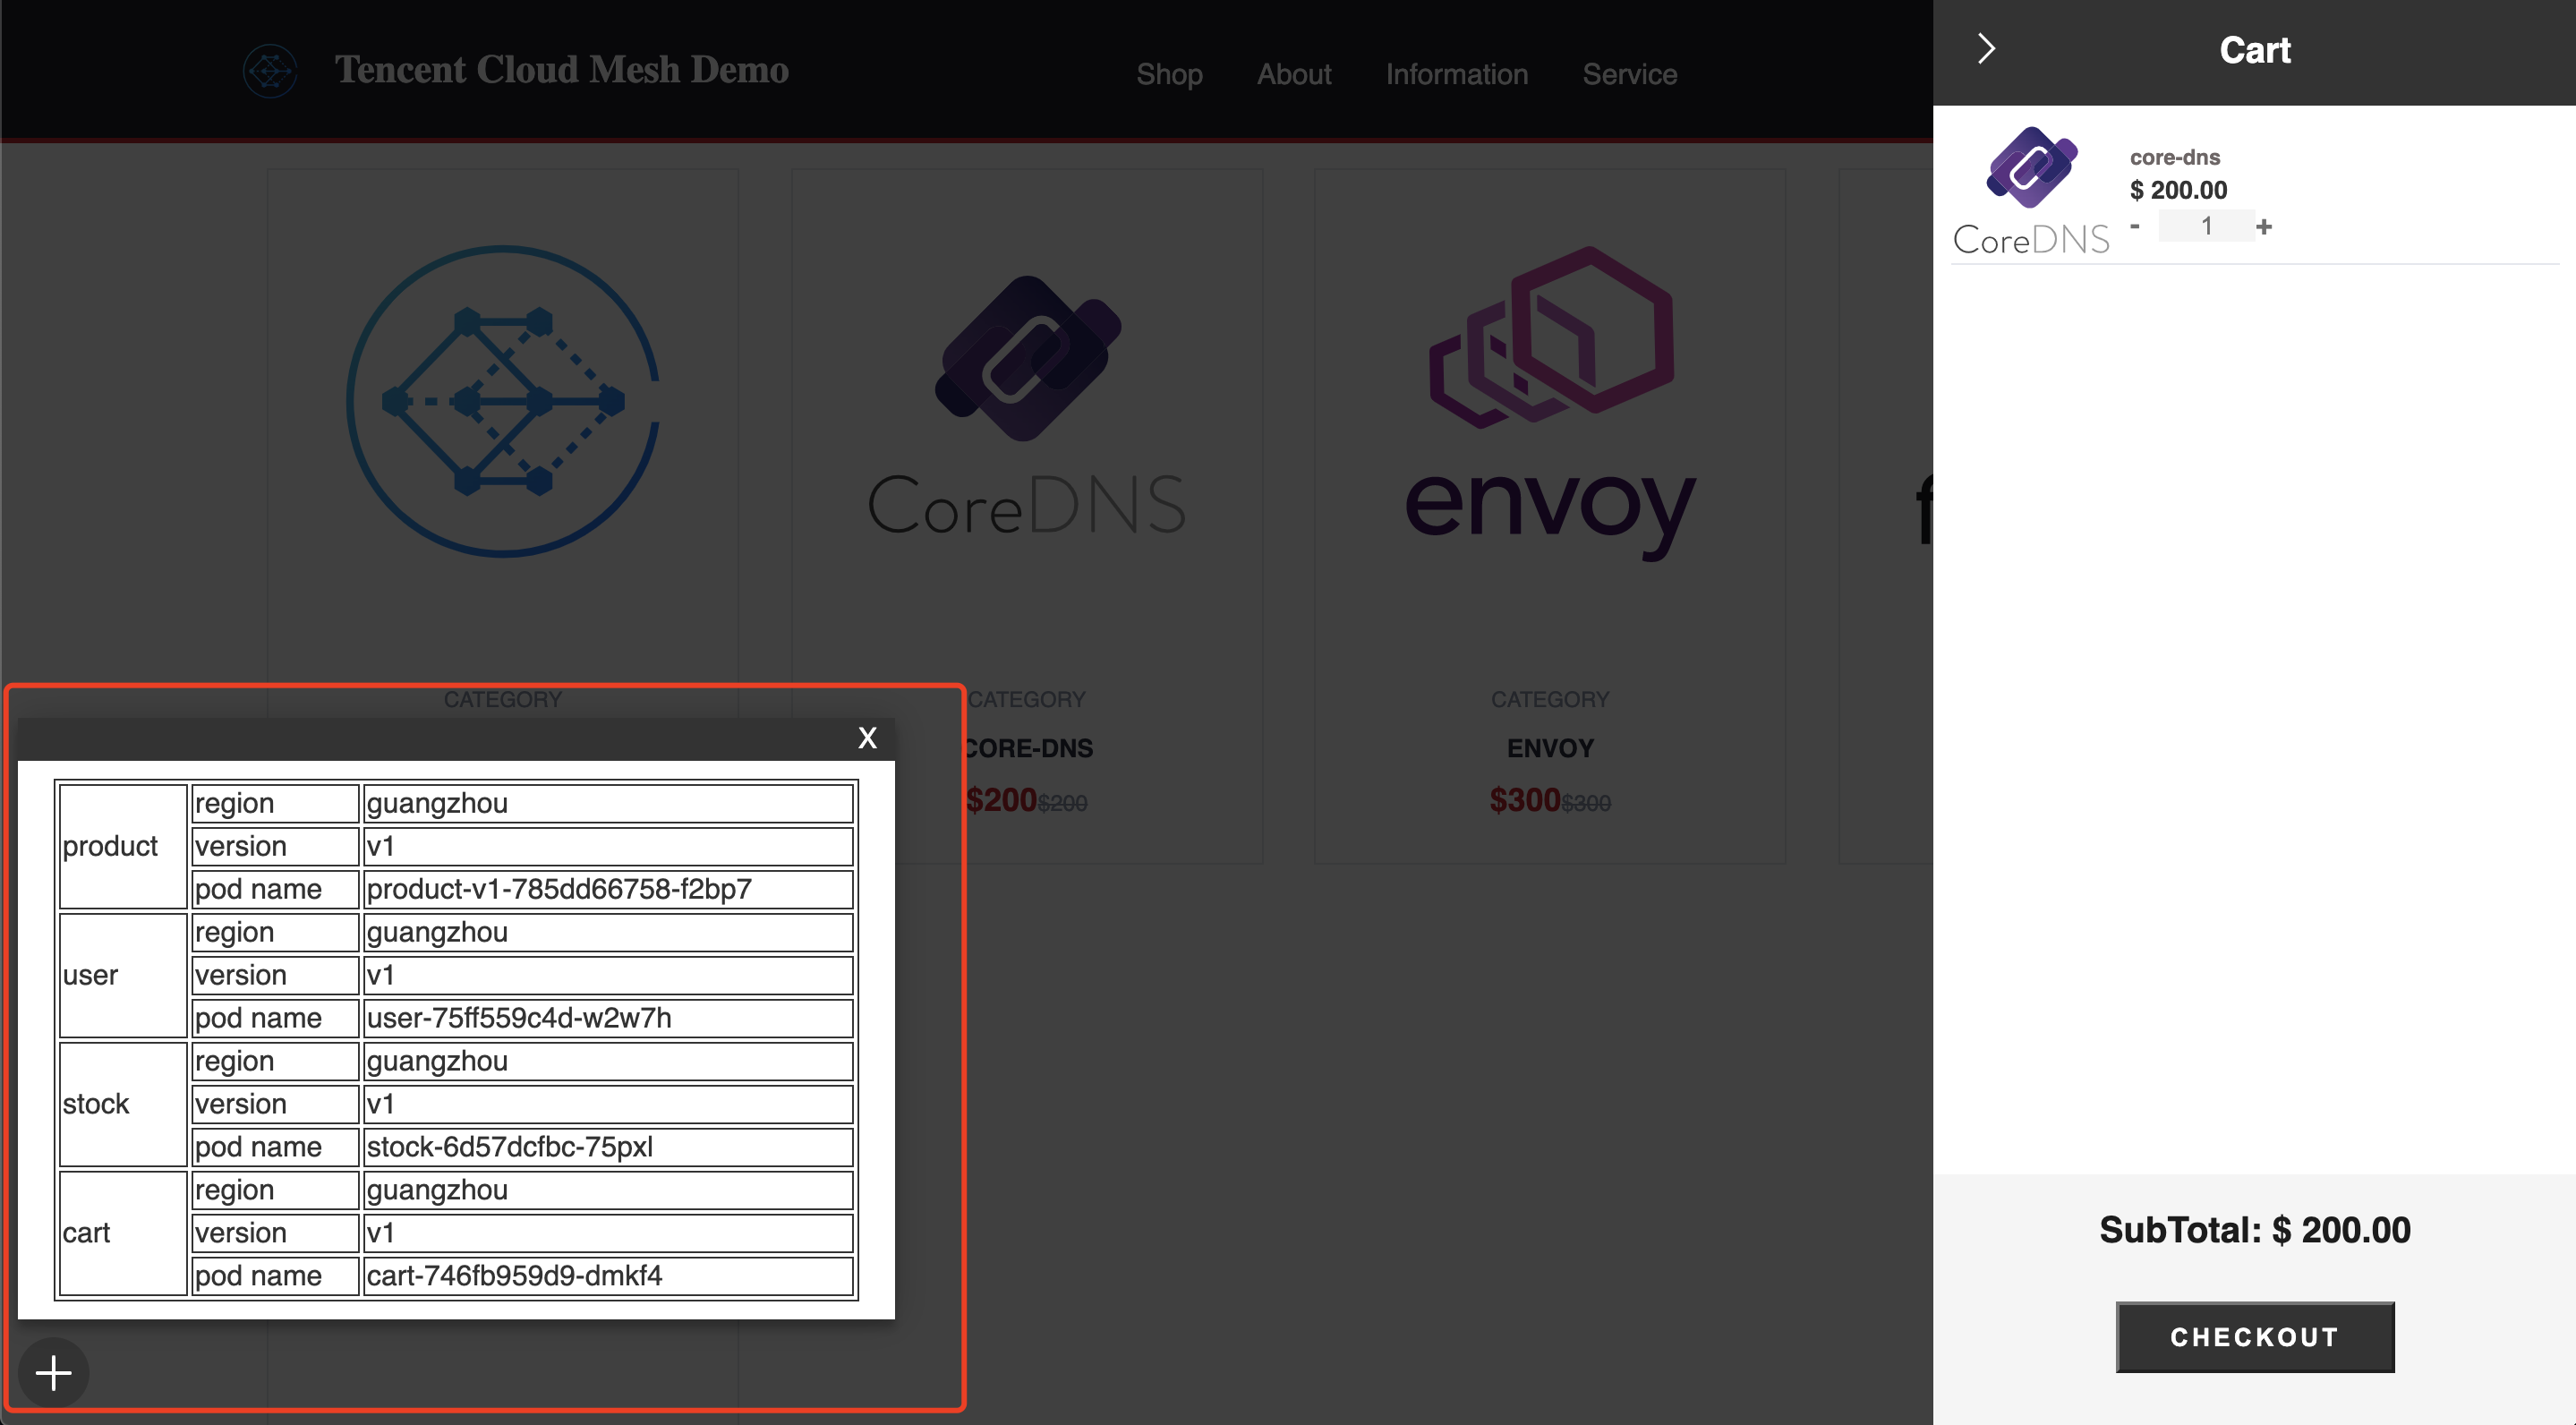 Tencent Cloud Mesh Demo
Shop About Information Service
Cart
core-dns
$ 200.00
- 1 +
CoreDNS
CoreDNS
envoy
f
CATEGORY
CATEGORY
CORE-DNS
$200$200
CATEGORY
ENVOY
$300$300
X
product
region guangzhou
version v1
pod name product-v1-785dd66758-f2bp7
user
region guangzhou
version v1
pod name user-75ff559c4d-w2w7h
stock
region guangzhou
version v1
pod name stock-6d57dcfbc-75pxl
cart
region guangzhou
version v1
pod name cart-746fb959d9-dmkf4
SubTotal: $ 200.00
CHECKOUT